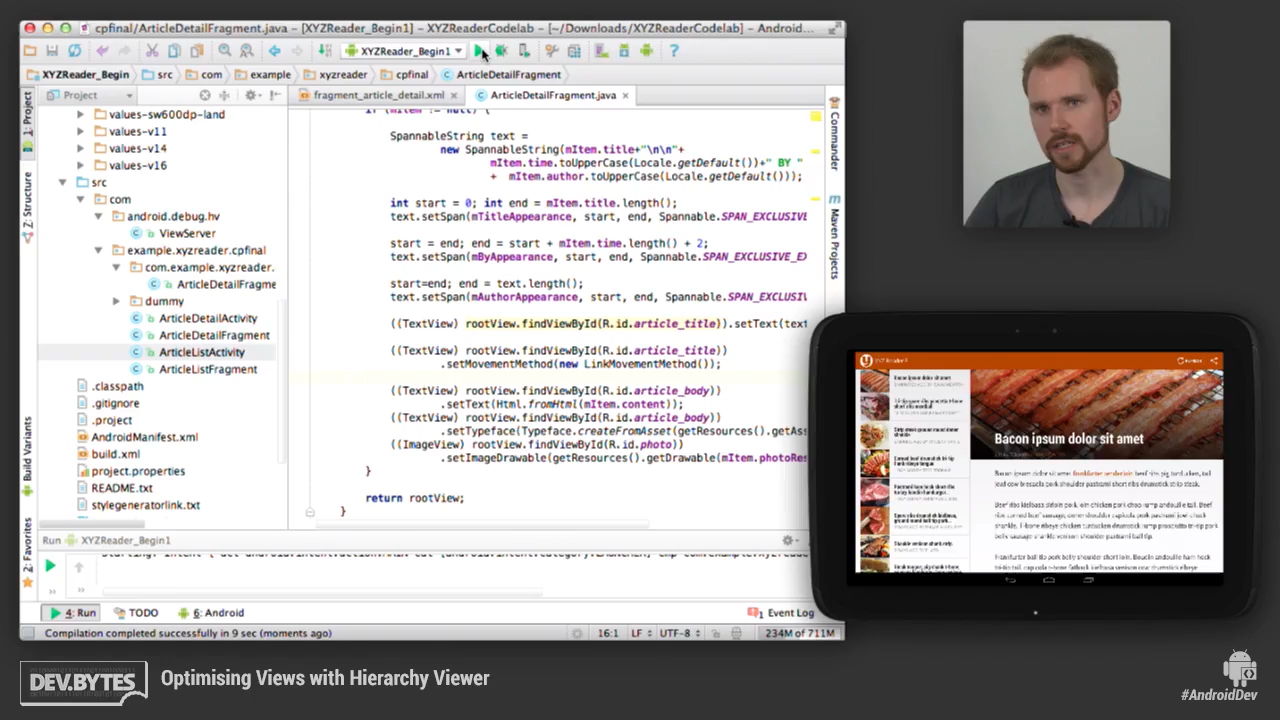 cpfinal/ArticleDetailFragment.java - [XYZReader_Begin1] - XYZReaderCodelab - [~/Downloads/XYZReaderCodelab] - Android...
XYZReader_Begin1
XYZReader_Begin src com example xyzreader cpfinal ArticleDetailFragment
1: Project
Project
fragment_article_detail.xml
ArticleDetailFragment.java
Commander
Maven Projects
Z: Structure
Build Variants
2: Favorites
values-sw600dp-land
values-v11
values-v14
values-v16
src
com
android.debug.hv
ViewServer
example.xyzreader.cpfinal
com.example.xyzreader.
ArticleDetailFragme
dummy
ArticleDetailActivity
ArticleDetailFragment
ArticleListActivity
ArticleListFragment
.classpath
.gitignore
.project
AndroidManifest.xml
build.xml
project.properties
README.txt
stylegeneratorlink.txt
if (mItem != null) {
SpannableString text =
new SpannableString(mItem.title+"\n\n"+
mItem.time.toUpperCase(Locale.getDefault())+" BY "
+ mItem.author.toUpperCase(Locale.getDefault()));
int start = 0; int end = mItem.title.length();
text.setSpan(mTitleAppearance, start, end, Spannable.SPAN_EXCLUSIVE
start = end; end = start + mItem.time.length() + 2;
text.setSpan(mByAppearance, start, end, Spannable.SPAN_EXCLUSIVE_EX
start=end; end = text.length();
text.setSpan(mAuthorAppearance, start, end, Spannable.SPAN_EXCLUSIV
((TextView) rootView.findViewById(R.id.article_title)).setText(text
((TextView) rootView.findViewById(R.id.article_title))
.setMovementMethod(new LinkMovementMethod());
((TextView) rootView.findViewById(R.id.article_body))
.setText(Html.fromHtml(mItem.content));
((TextView) rootView.findViewById(R.id.article_body))
.setTypeface(Typeface.createFromAsset(getResources().getAss
((ImageView) rootView.findViewById(R.id.photo))
.setImageDrawable(getResources().getDrawable(mItem.photoRes
}
return rootView;
}
Run XYZReader_Begin1
4: Run TODO 6: Android
1 Event Log
Compilation completed successfully in 9 sec (moments ago)
16:1 LF UTF-8 234M of 711M
Bacon ipsum dolor sit amet
DEV.BYTES
Optimising Views with Hierarchy Viewer
#AndroidDev